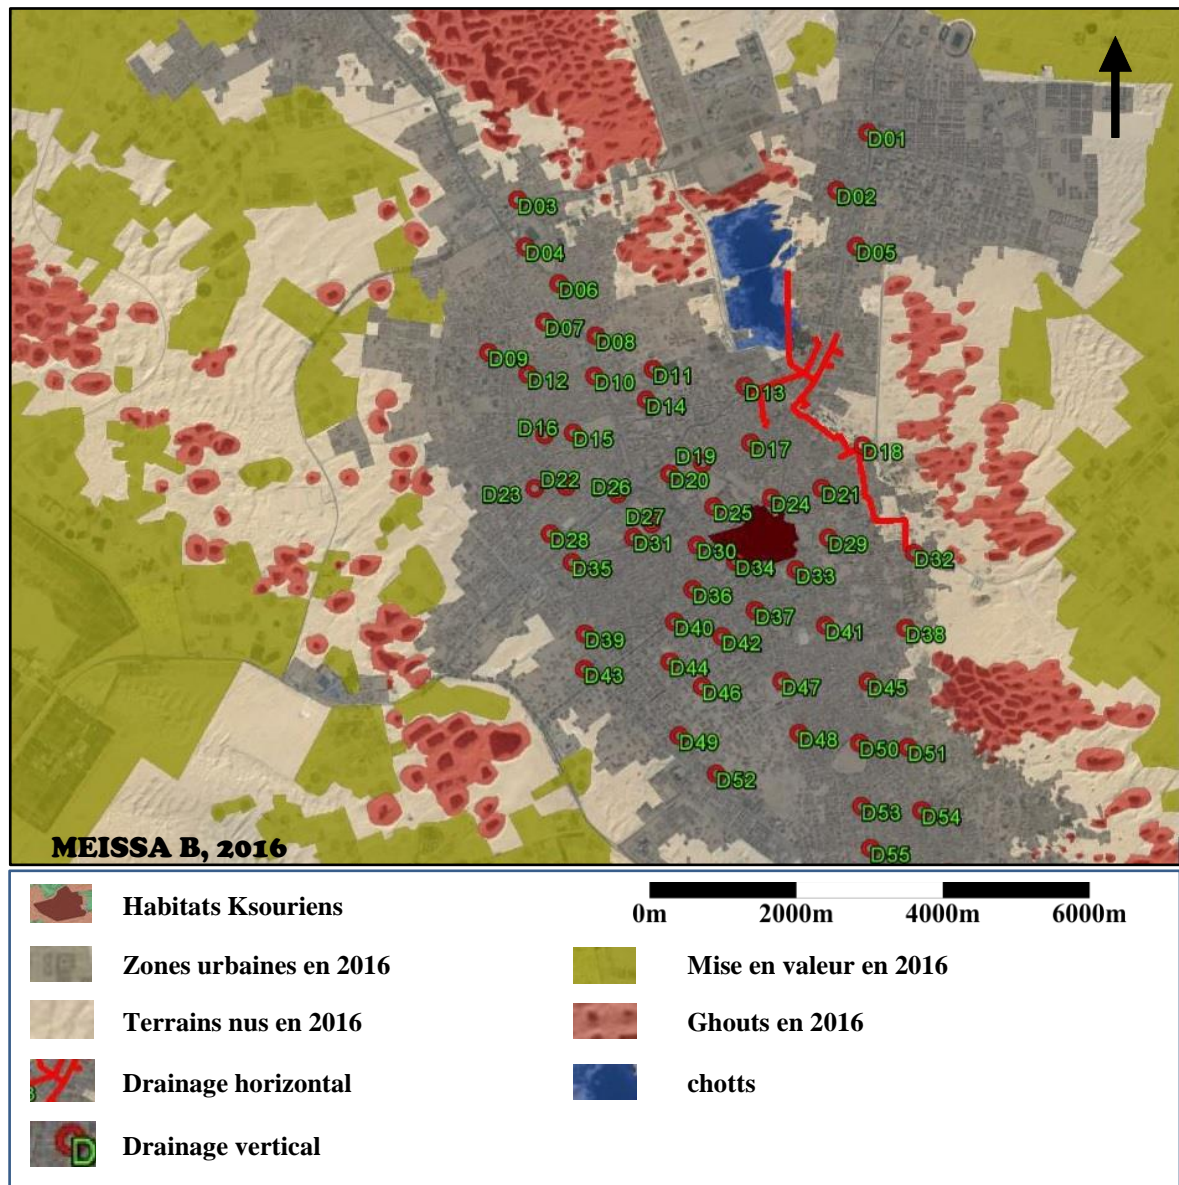 D01
D02
D03
D04
D05
D06
D07
D08
D09
D11
D12
D10
D13
D14
D16
D15
D17
D18
D19
D20
D23
D22
D26
D21
D24
D25
D27
D28
D31
D30
D29
D32
D35
D34
D33
D36
D37
D40
D42
D41
D38
D39
D43
D44
D46
D47
D45
D49
D48
D50
D51
D52
D53
D54
D55
MEISSA B, 2016
Habitats Ksouriens
0m 2000m 4000m 6000m
Zones urbaines en 2016
Mise en valeur en 2016
Terrains nus en 2016
Ghouts en 2016
Drainage horizontal
chotts
D
Drainage vertical